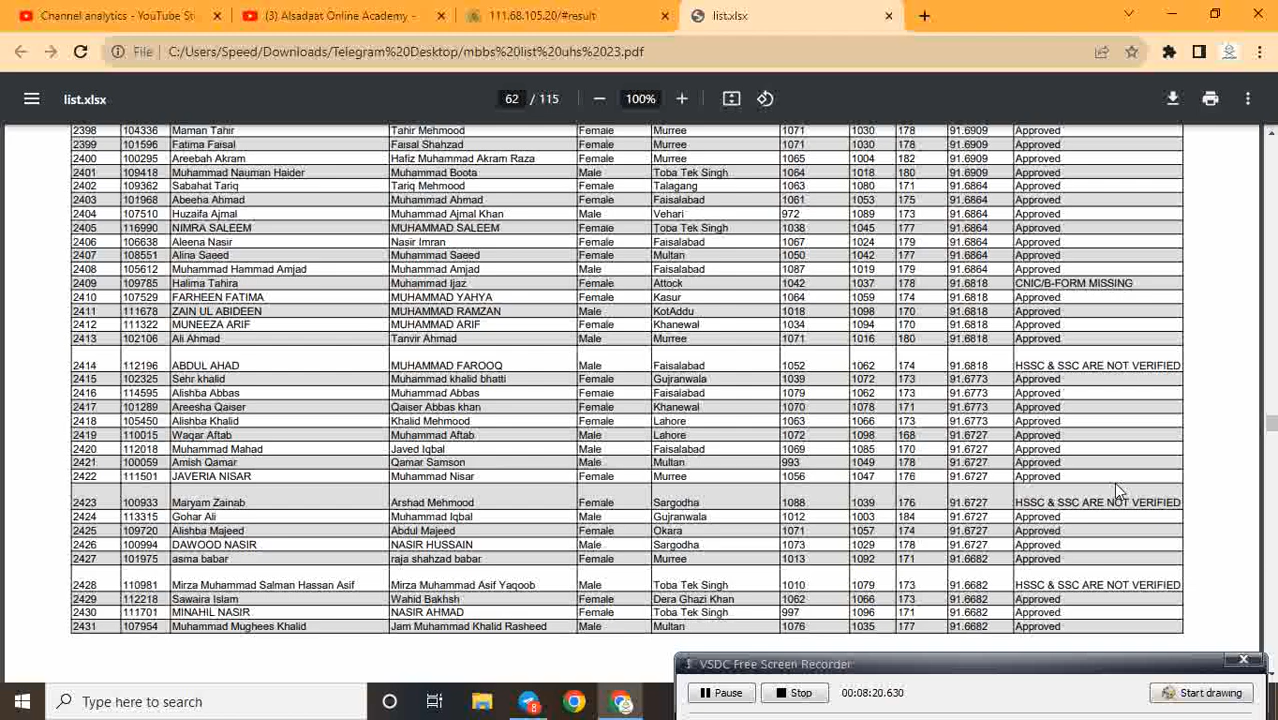 Channel analytics - YouTube St
(3) Alsadaat Online Academy -
111.68.105.20/#result
list.xlsx
File C:/Users/Speed/Downloads/Telegram%20Desktop/mbbs%20list%20uhs%2023.pdf
list.xlsx 62 / 115 100%
2398 104336 Maman Tahir Tahir Mehmood Female Murree 1071 1030 178 91.6909 Approved
2399 101596 Fatima Faisal Faisal Shahzad Female Murree 1071 1030 178 91.6909 Approved
2400 100295 Areebah Akram Hafiz Muhammad Akram Raza Female Murree 1065 1004 182 91.6909 Approved
2401 109418 Muhammad Nauman Haider Muhammad Boota Male Toba Tek Singh 1064 1018 180 91.6909 Approved
2402 109362 Sabahat Tariq Tariq Mehmood Female Talagang 1063 1080 171 91.6864 Approved
2403 101968 Abeeha Ahmad Muhammad Ahmad Female Faisalabad 1061 1053 175 91.6864 Approved
2404 107510 Huzaifa Ajmal Muhammad Ajmal Khan Male Vehari 972 1089 173 91.6864 Approved
2405 116990 NIMRA SALEEM MUHAMMAD SALEEM Female Toba Tek Singh 1038 1045 177 91.6864 Approved
2406 106638 Aleena Nasir Nasir Imran Female Faisalabad 1067 1024 179 91.6864 Approved
2407 108551 Alina Saeed Muhammad Saeed Female Multan 1050 1042 177 91.6864 Approved
2408 105612 Muhammad Hammad Amjad Muhammad Amjad Male Faisalabad 1087 1019 179 91.6864 Approved
2409 109785 Halima Tahira Muhammad Ijaz Female Attock 1042 1037 178 91.6818 CNIC/B-FORM MISSING
2410 107529 FARHEEN FATIMA MUHAMMAD YAHYA Female Kasur 1064 1059 174 91.6818 Approved
2411 111678 ZAIN UL ABIDEEN MUHAMMAD RAMZAN Male KotAddu 1018 1098 170 91.6818 Approved
2412 111322 MUNEEZA ARIF MUHAMMAD ARIF Female Khanewal 1034 1094 170 91.6818 Approved
2413 102106 Ali Ahmad Tanvir Ahmad Male Murree 1071 1016 180 91.6818 Approved
2414 112196 ABDUL AHAD MUHAMMAD FAROOQ Male Faisalabad 1052 1062 174 91.6818 HSSC & SSC ARE NOT VERIFIED
2415 102325 Sehr khalid Muhammad khalid bhatti Female Gujranwala 1039 1072 173 91.6773 Approved
2416 114595 Alishba Abbas Muhammad Abbas Female Faisalabad 1079 1062 173 91.6773 Approved
2417 101289 Areesha Qaiser Qaiser Abbas khan Female Khanewal 1070 1078 171 91.6773 Approved
2418 105450 Alishba Khalid Khalid Mehmood Female Lahore 1063 1066 173 91.6773 Approved
2419 110015 Waqar Aftab Muhammad Aftab Male Lahore 1072 1098 168 91.6727 Approved
2420 112018 Muhammad Mahad Javed Iqbal Male Faisalabad 1069 1085 170 91.6727 Approved
2421 100059 Amish Qamar Qamar Samson Male Multan 993 1049 178 91.6727 Approved
2422 111501 JAVERIA NISAR Muhammad Nisar Female Murree 1056 1047 176 91.6727 Approved
2423 100933 Maryam Zainab Arshad Mehmood Female Sargodha 1088 1039 176 91.6727 HSSC & SSC ARE NOT VERIFIED
2424 113315 Gohar Ali Muhammad Iqbal Male Gujranwala 1012 1003 184 91.6727 Approved
2425 109720 Alishba Majeed Abdul Majeed Female Okara 1071 1057 174 91.6727 Approved
2426 100994 DAWOOD NASIR NASIR HUSSAIN Male Sargodha 1073 1029 178 91.6727 Approved
2427 101975 asma babar raja shahzad babar Female Murree 1013 1092 171 91.6682 Approved
2428 110981 Mirza Muhammad Salman Hassan Asif Mirza Muhammad Asif Yaqoob Male Toba Tek Singh 1010 1079 173 91.6682 HSSC & SSC ARE NOT VERIFIED
2429 112218 Sawaira Islam Wahid Bakhsh Female Dera Ghazi Khan 1062 1066 173 91.6682 Approved
2430 111701 MINAHIL NASIR NASIR AHMAD Female Toba Tek Singh 997 1096 171 91.6682 Approved
2431 107954 Muhammad Mughees Khalid Jam Muhammad Khalid Rasheed Male Multan 1076 1035 177 91.6682 Approved
VSDC Free Screen Recorder
Pause Stop 00:08:20.630 Start drawing
Type here to search 8